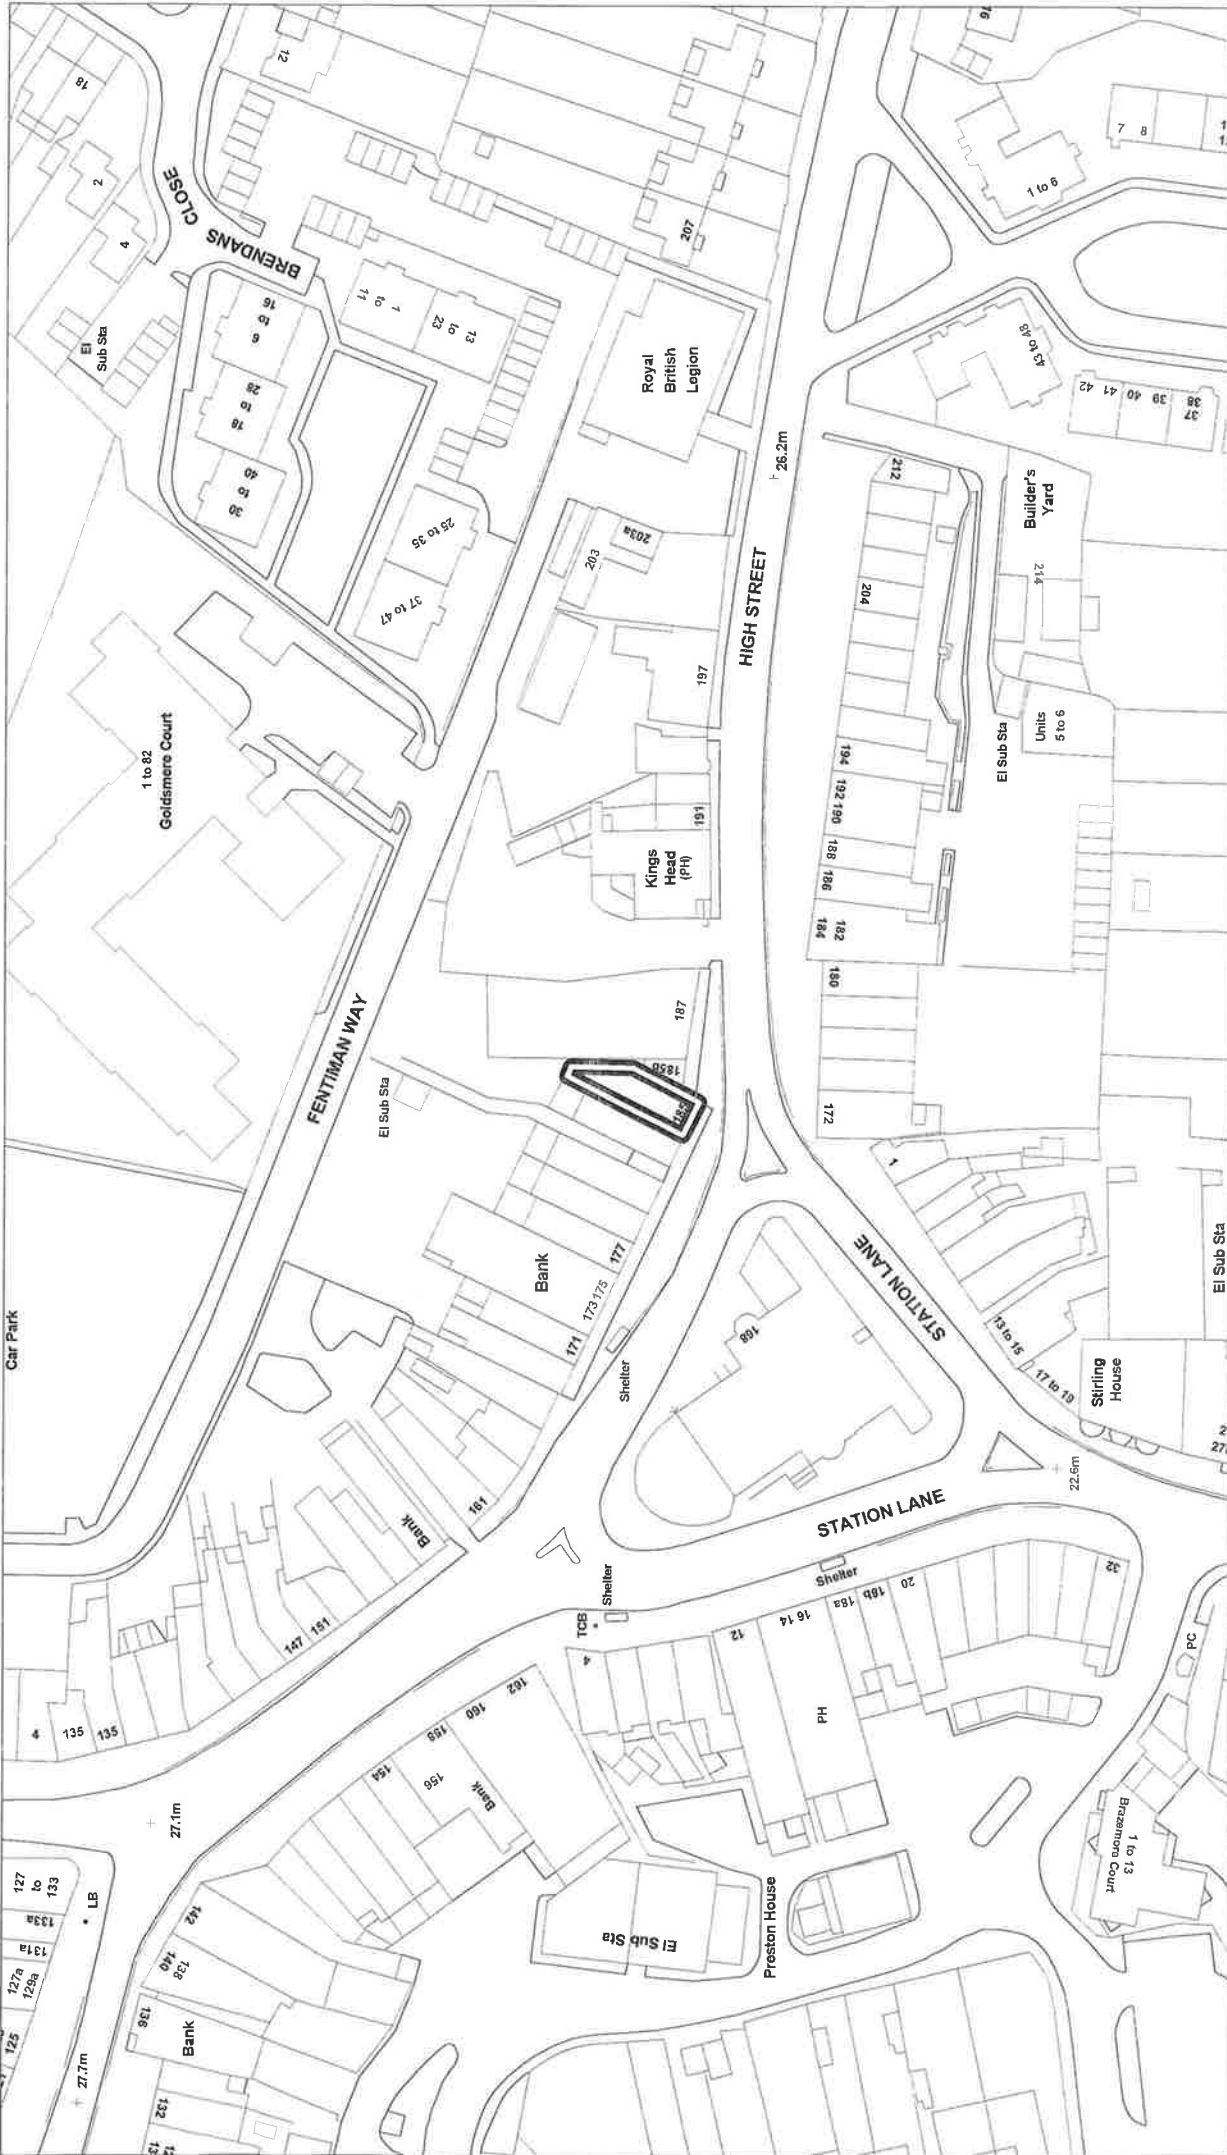 18
12
16
2
4
7
8
1 to 6
BRENDANS CLOSE
El
Sub Sta
6
to
16
1
to
11
13
to
23
207
18
to
28
Royal
British
Legion
43 to 48
42
41
40
39
38
37
30
to
40
26.2m
212
Builder's
Yard
25 to 35
37 to 47
203
203a
204
214
HIGH STREET
197
1 to 82
Goldsmere Court
194
El Sub Sta
Units
5 to 6
192
190
191
Kings
Head
(PH)
188
186
184
182
180
187
FENTIMAN WAY
El Sub Sta
185b
185
172
1
Bank
177
173 175
171
STATION LANE
El Sub Sta
Car Park
168
Shelter
13 to 15
17 to 19
Stirling
House
27
22.6m
161
Bank
STATION LANE
Shelter
Shelter
TCB
147
151
32
20
18b
18a
16 14
12
4
PC
4
135
135
162
160
158
156
154
Bank
PH
27.1m
Brazemore Court
1 to 13
127
to
133
133a
131a
LB
142
140
138
127a
129a
125
El Sub Sta
Preston House
136
Bank
27.7m
132